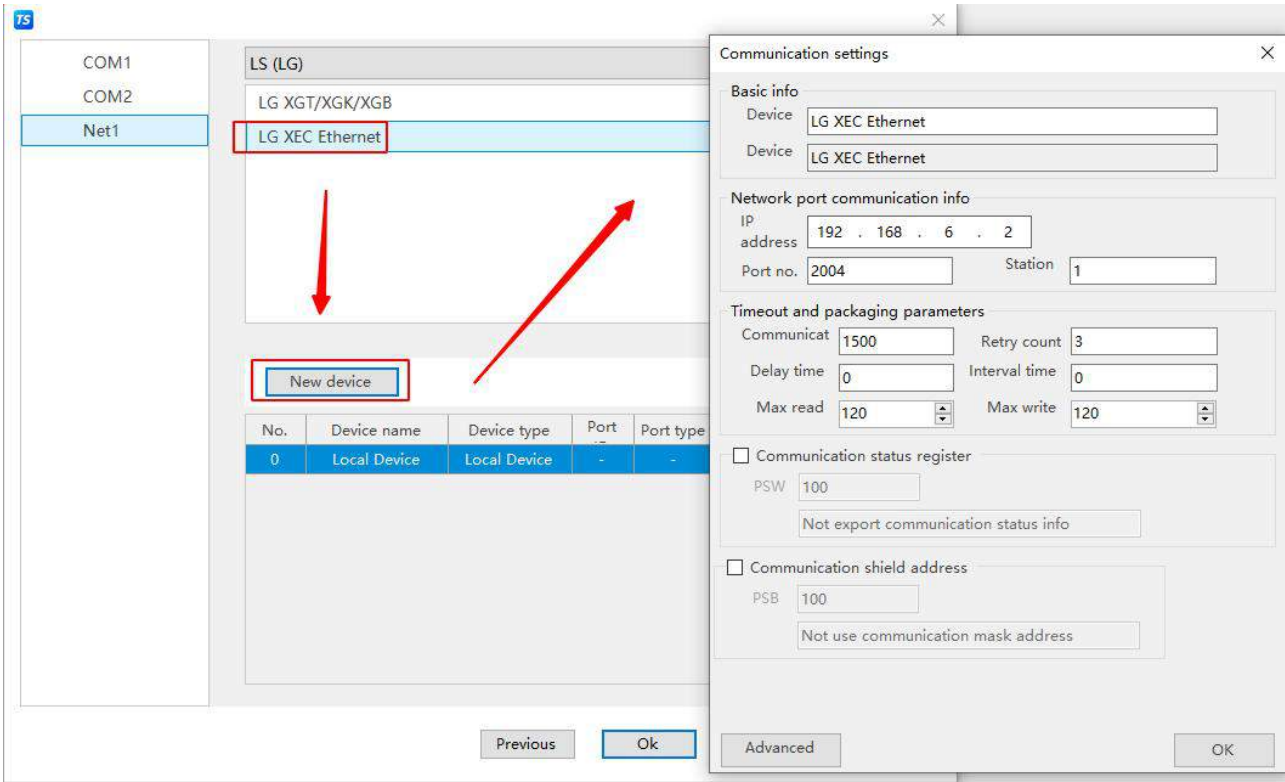 TS
COM1
COM2
Net1
LS (LG)
LG XGT/XGK/XGB
LG XEC Ethernet
New device
No. Device name Device type Port Port type
0 Local Device Local Device - -
Previous Ok
Communication settings
Basic info
Device LG XEC Ethernet
Device LG XEC Ethernet
Network port communication info
IP
address 192 . 168 . 6 . 2
Port no. 2004 Station 1
Timeout and packaging parameters
Communicat 1500 Retry count 3
Delay time 0 Interval time 0
Max read 120 Max write 120
Communication status register
PSW 100
Not export communication status info
Communication shield address
PSB 100
Not use communication mask address
Advanced OK